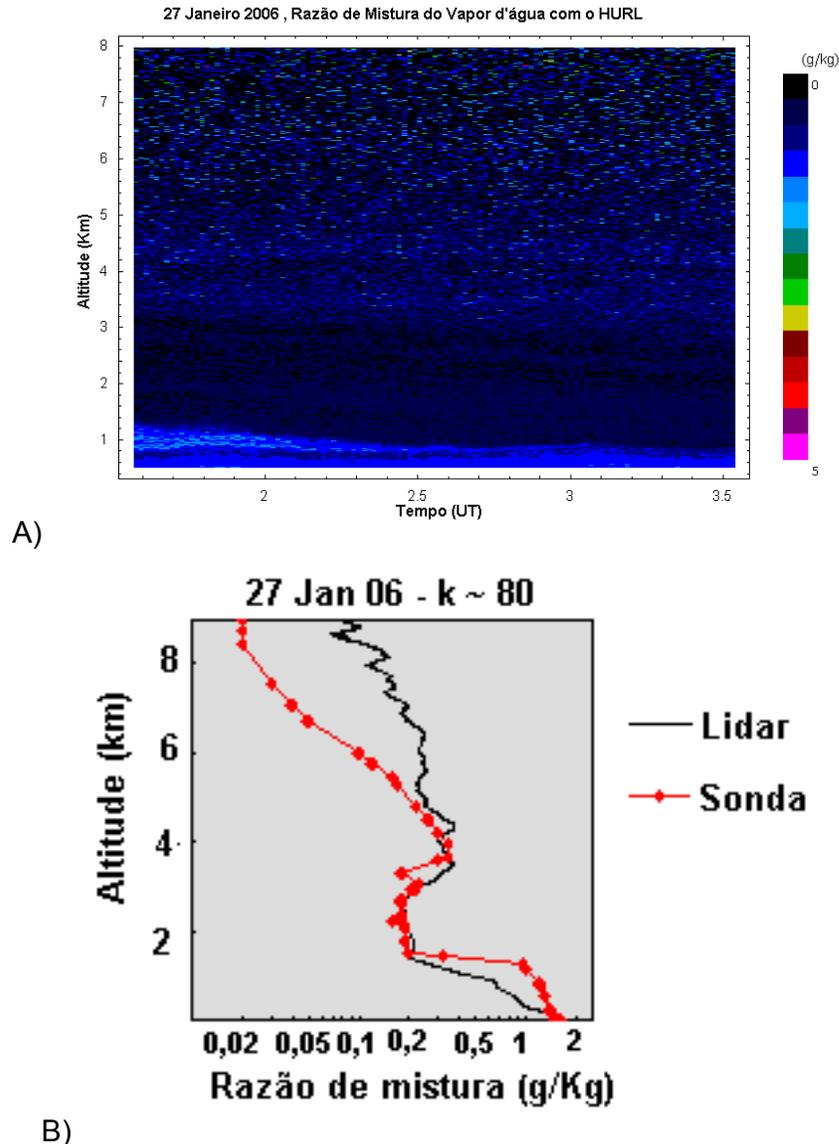 27 Janeiro 2006 , Razão de Mistura do Vapor d'água com o HURL
(g/kg)
0
5
8
7
6
5
4
3
2
1
Altitude (Km)
2
2.5
3
3.5
Tempo (UT)
A)
27 Jan 06 - k ~ 80
8
6
4
2
Altitude (km)
Lidar
Sonda
0,02 0,05 0,1 0,2 0,5 1 2
Razão de mistura (g/Kg)
B)